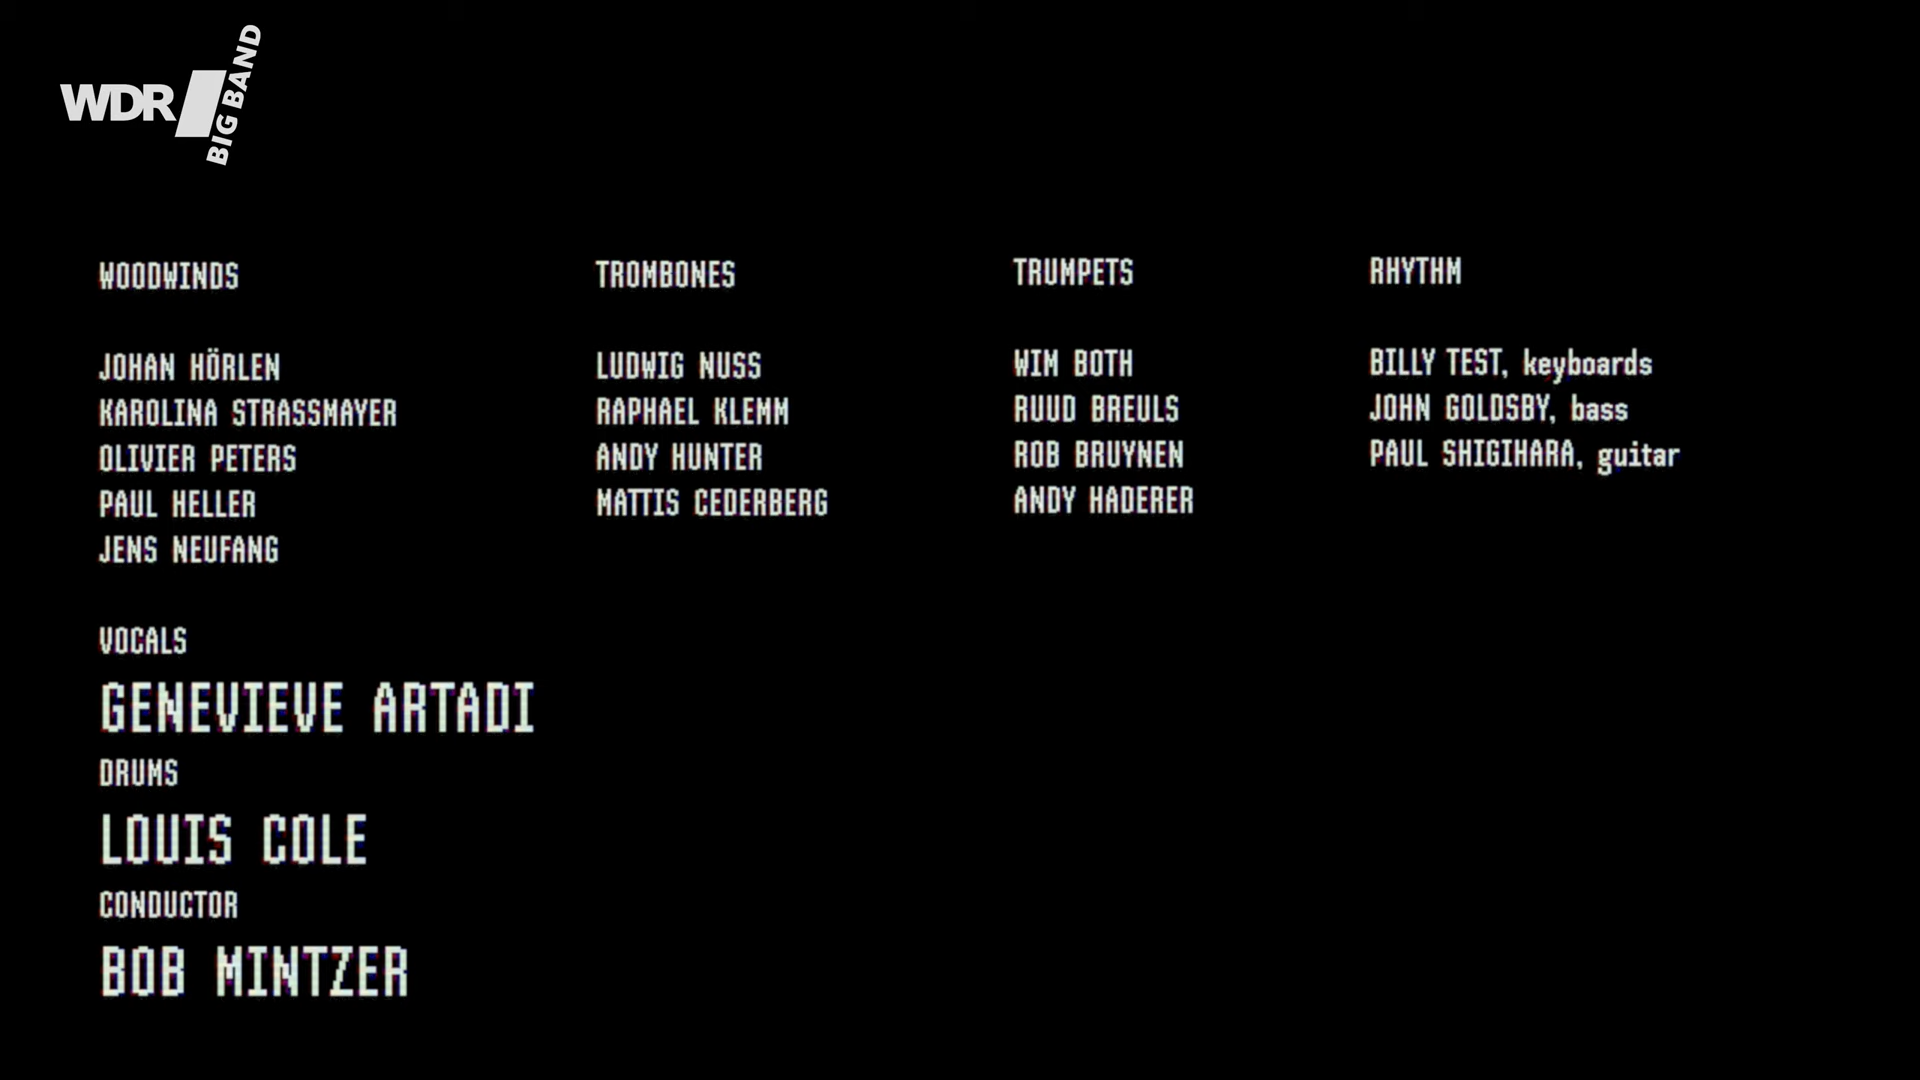 WDR BIG BAND
WOODWINDS
JOHAN HÖRLEN
KAROLINA STRASSMAYER
OLIVIER PETERS
PAUL HELLER
JENS NEUFANG
TROMBONES
LUDWIG NUSS
RAPHAEL KLEMM
ANDY HUNTER
MATTIS CEDERBERG
TRUMPETS
WIM BOTH
RUUD BREULS
ROB BRUYNEN
ANDY HADERER
RHYTHM
BILLY TEST, keyboards
JOHN GOLDSBY, bass
PAUL SHIGIHARA, guitar
VOCALS
GENEVIEVE ARTADI
DRUMS
LOUIS COLE
CONDUCTOR
BOB MINTZER